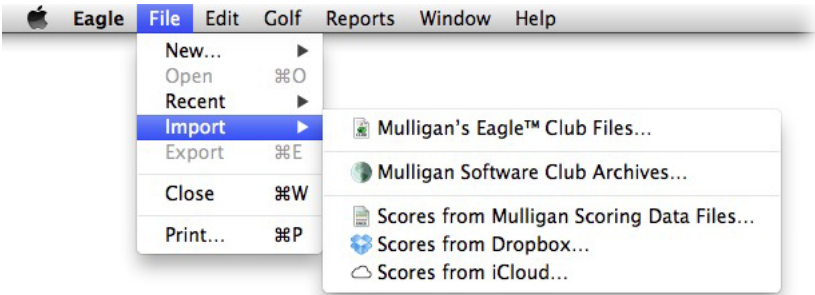 Eagle File Edit Golf Reports Window Help
New...
Open ⌘O
Recent
Import
Export ⌘E
Close ⌘W
Print... ⌘P
Mulligan's Eagle™ Club Files...
Mulligan Software Club Archives...
Scores from Mulligan Scoring Data Files...
Scores from Dropbox...
Scores from iCloud...